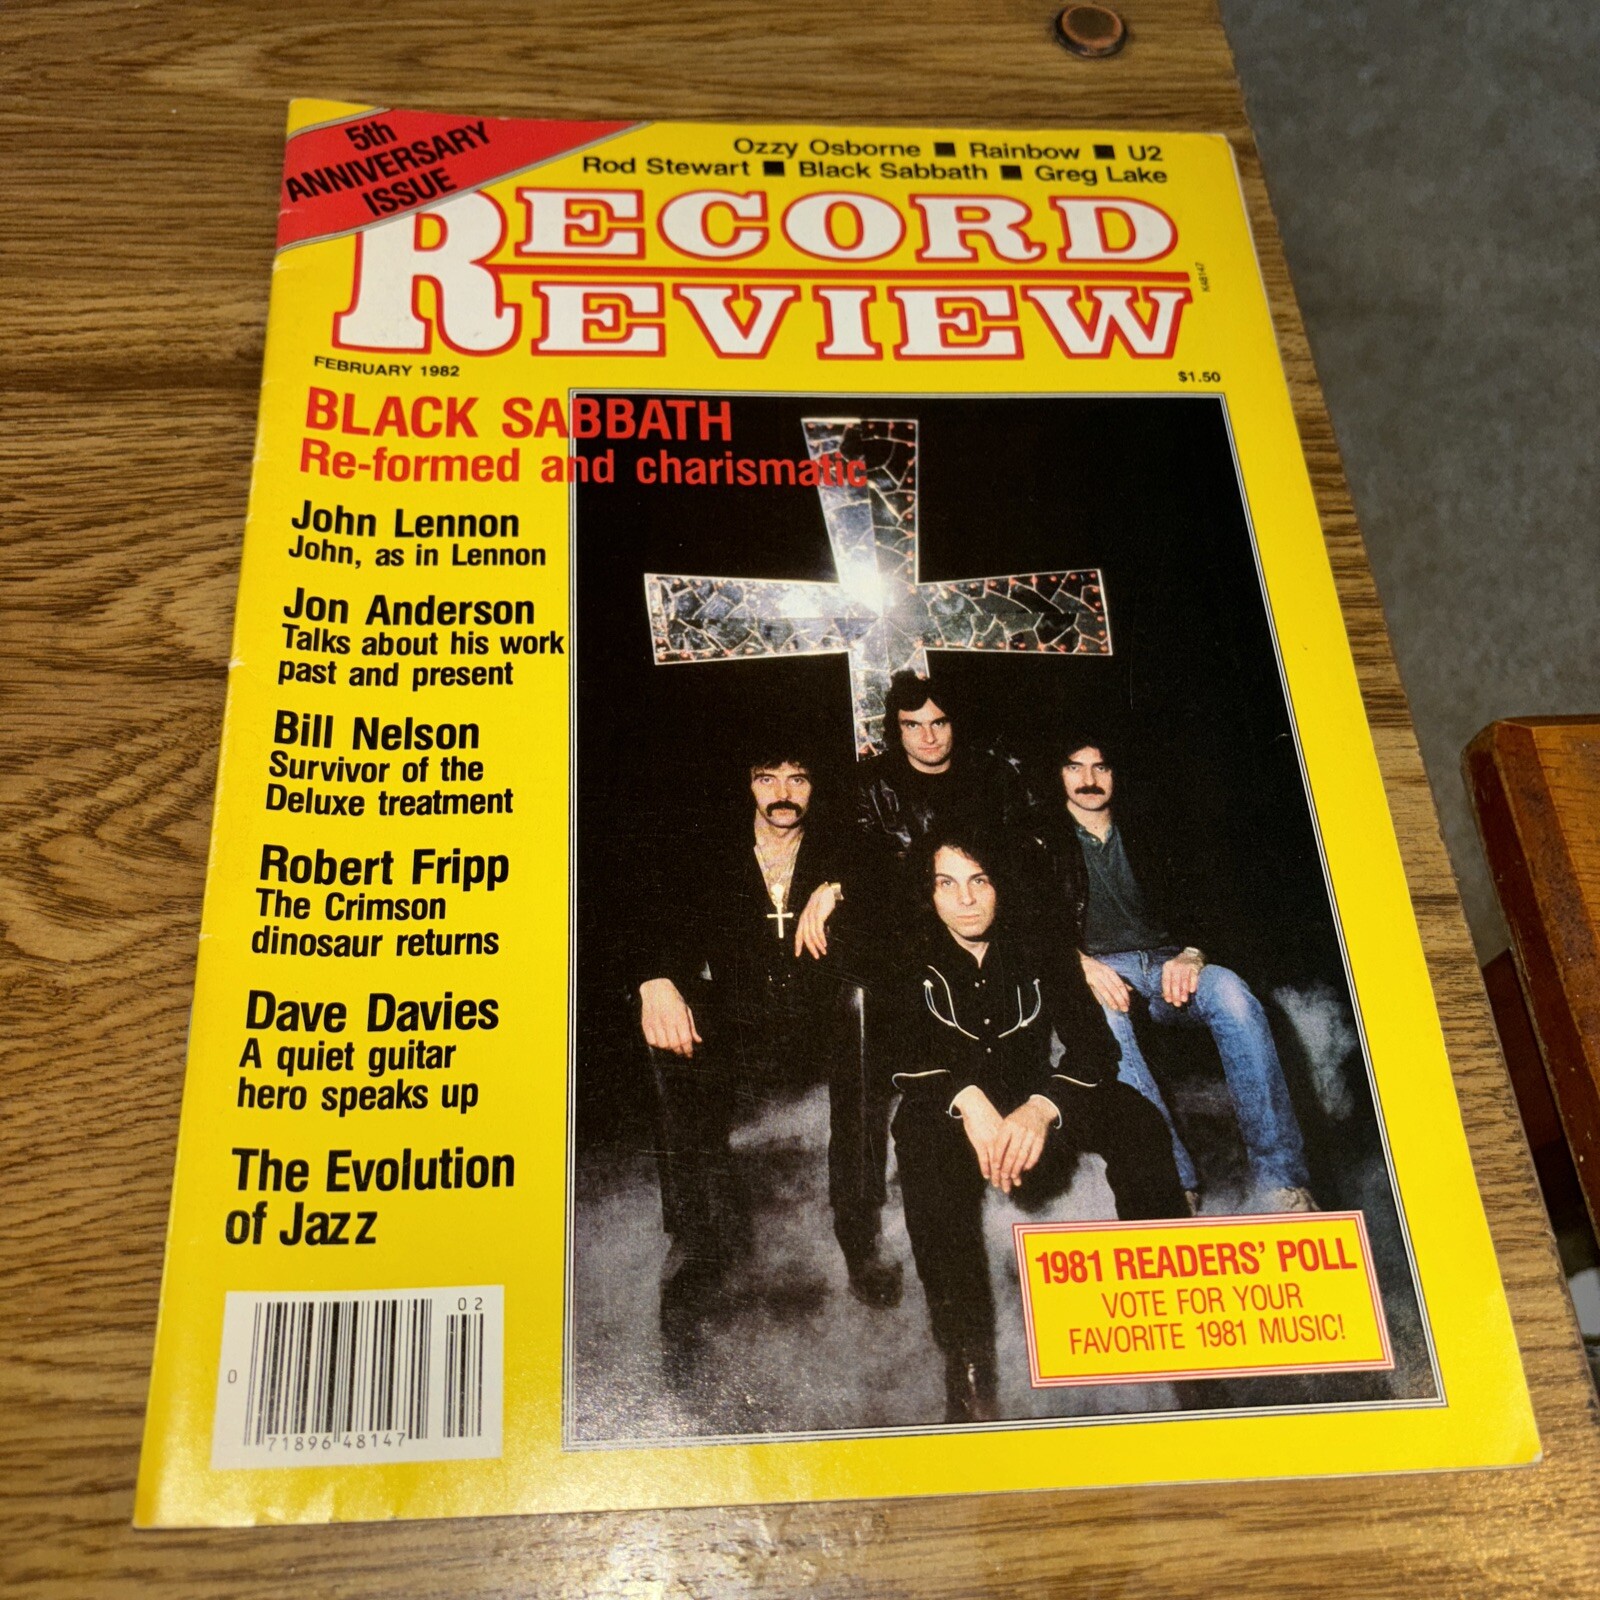 5th
ANNIVERSARY
ISSUE
Ozzy Osborne ■ Rainbow ■ U2
Rod Stewart ■ Black Sabbath ■ Greg Lake
RECORD
REVIEW
K48147
FEBRUARY 1982
$1.50
BLACK SABBATH
Re-formed and charismatic
John Lennon
John, as in Lennon
Jon Anderson
Talks about his work
past and present
Bill Nelson
Survivor of the
Deluxe treatment
Robert Fripp
The Crimson
dinosaur returns
Dave Davies
A quiet guitar
hero speaks up
The Evolution
of Jazz
1981 READERS' POLL
VOTE FOR YOUR
FAVORITE 1981 MUSIC!
02
0
71896 48147